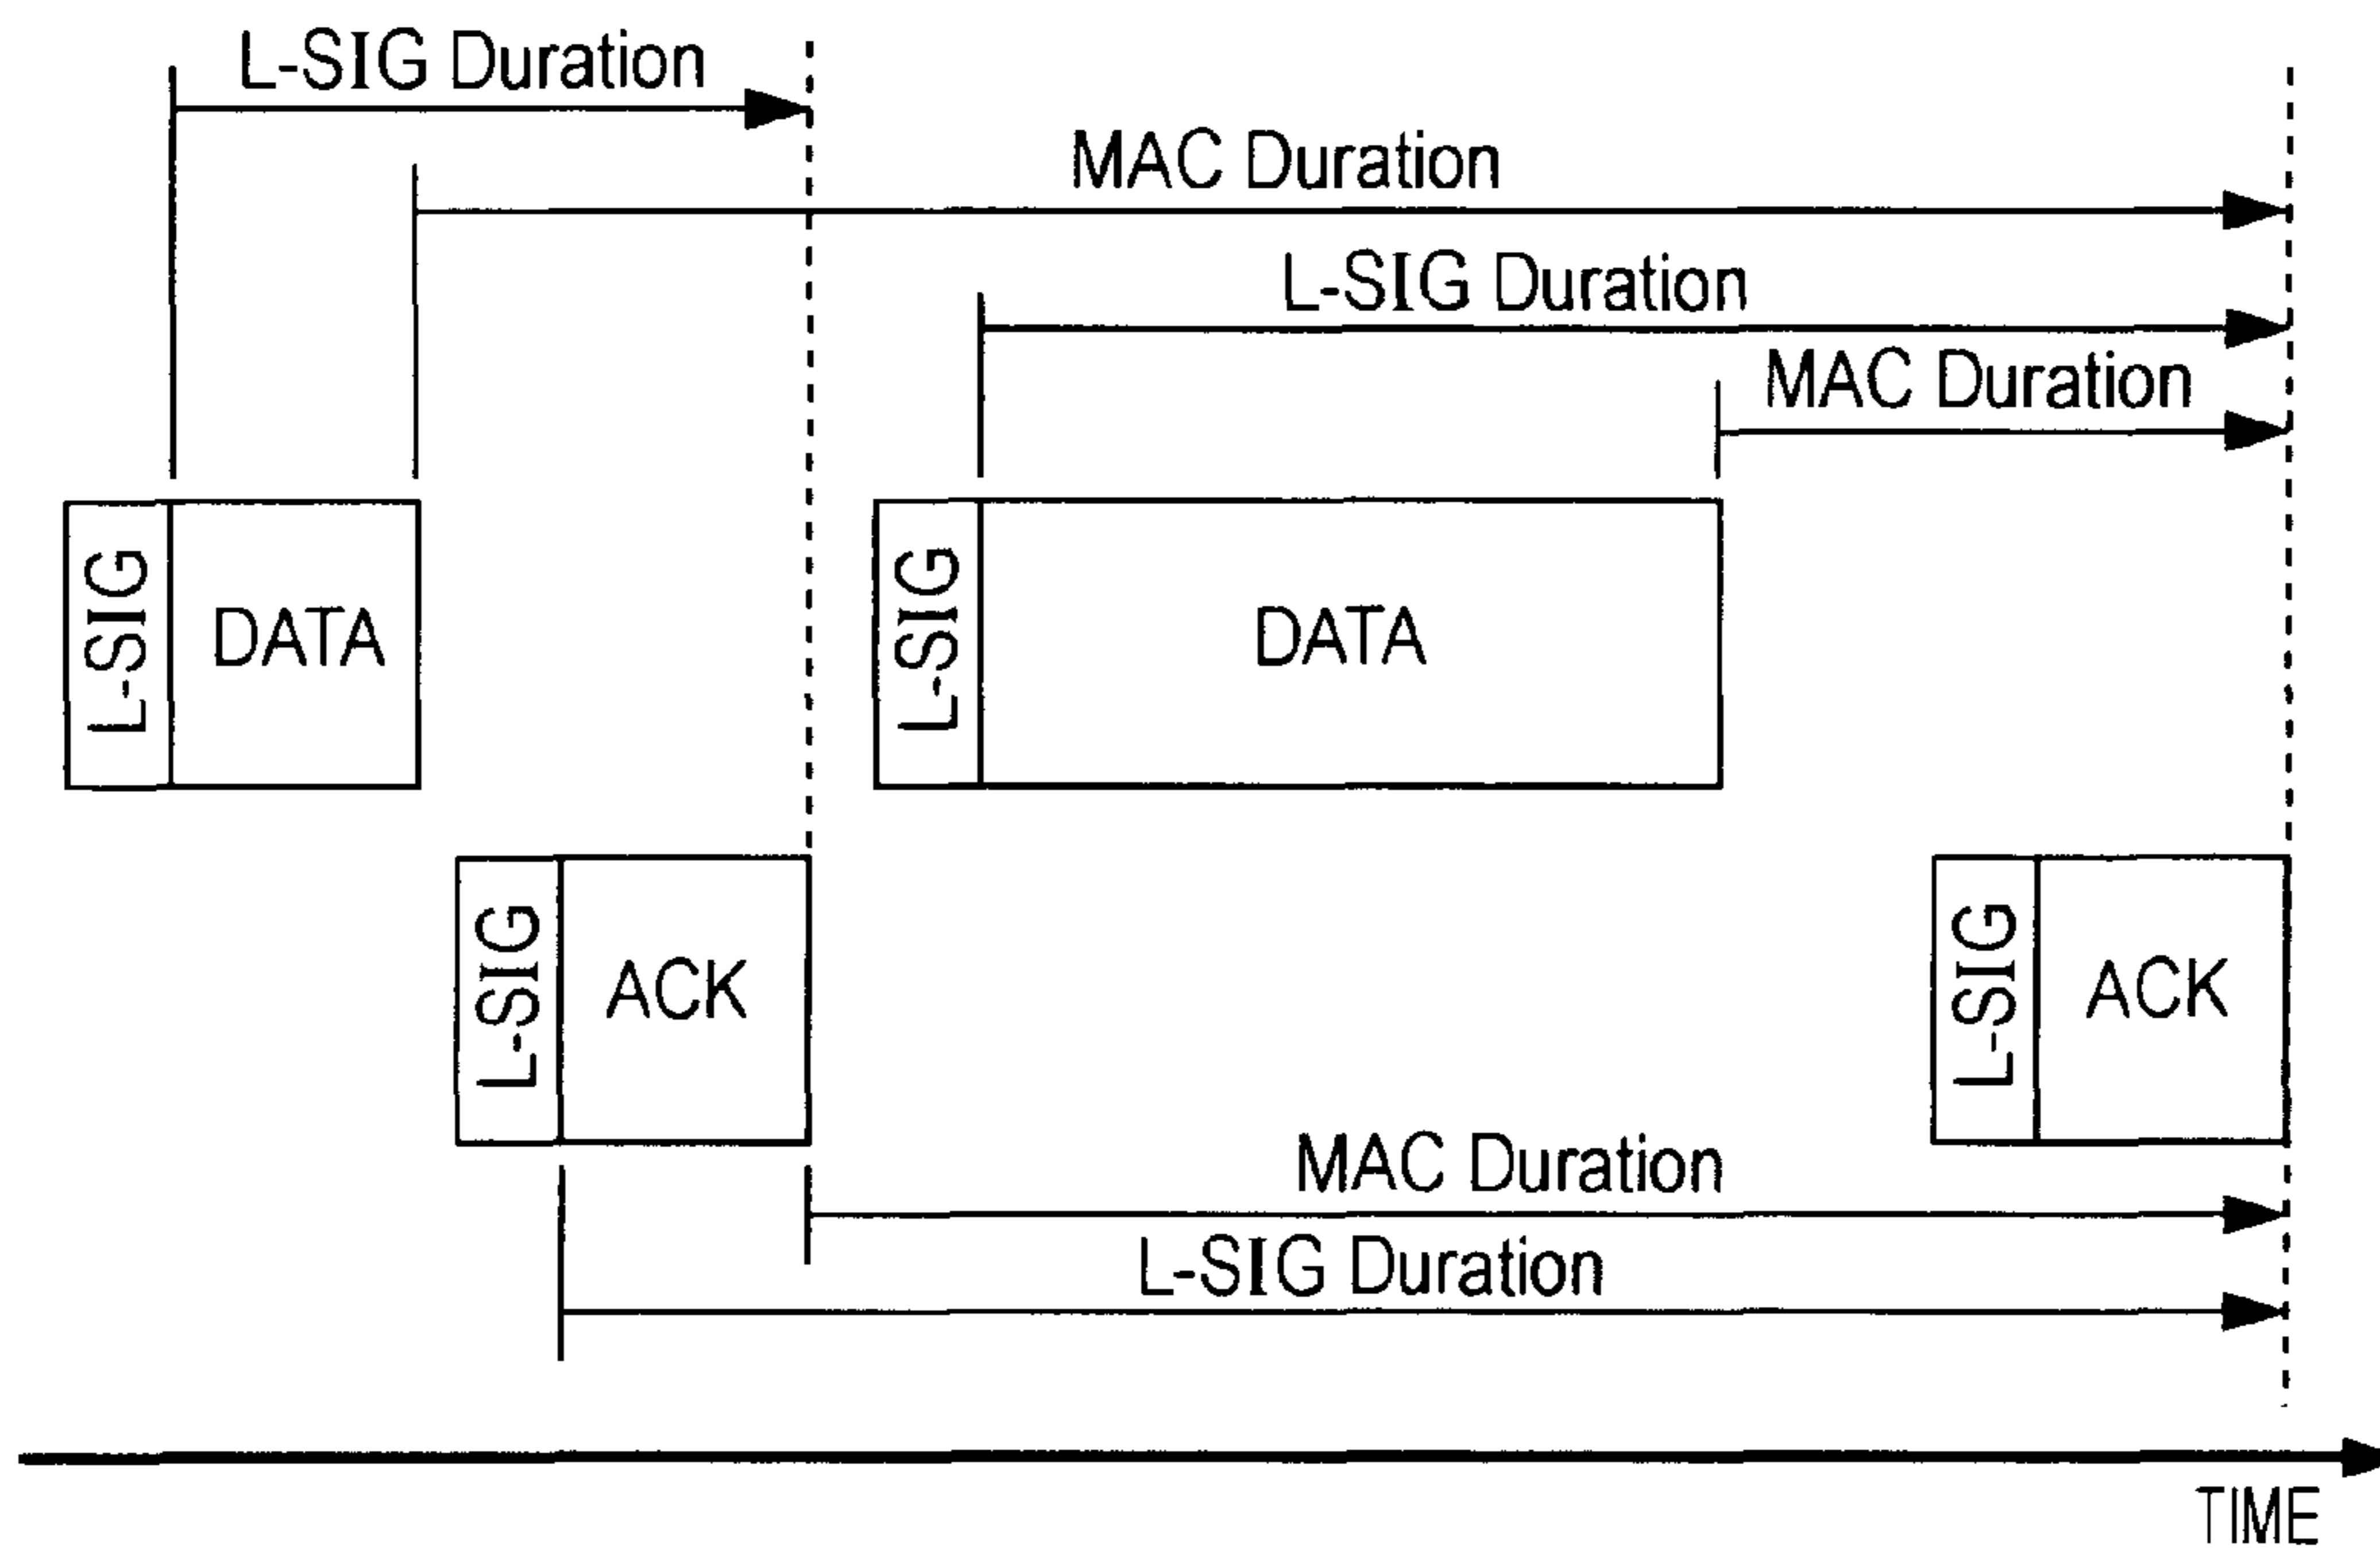 L-SIG Duration
MAC Duration
L-SIG Duration
MAC Duration
L-SIG
DATA
L-SIG
DATA
L-SIG
ACK
L-SIG
ACK
MAC Duration
L-SIG Duration
TIME